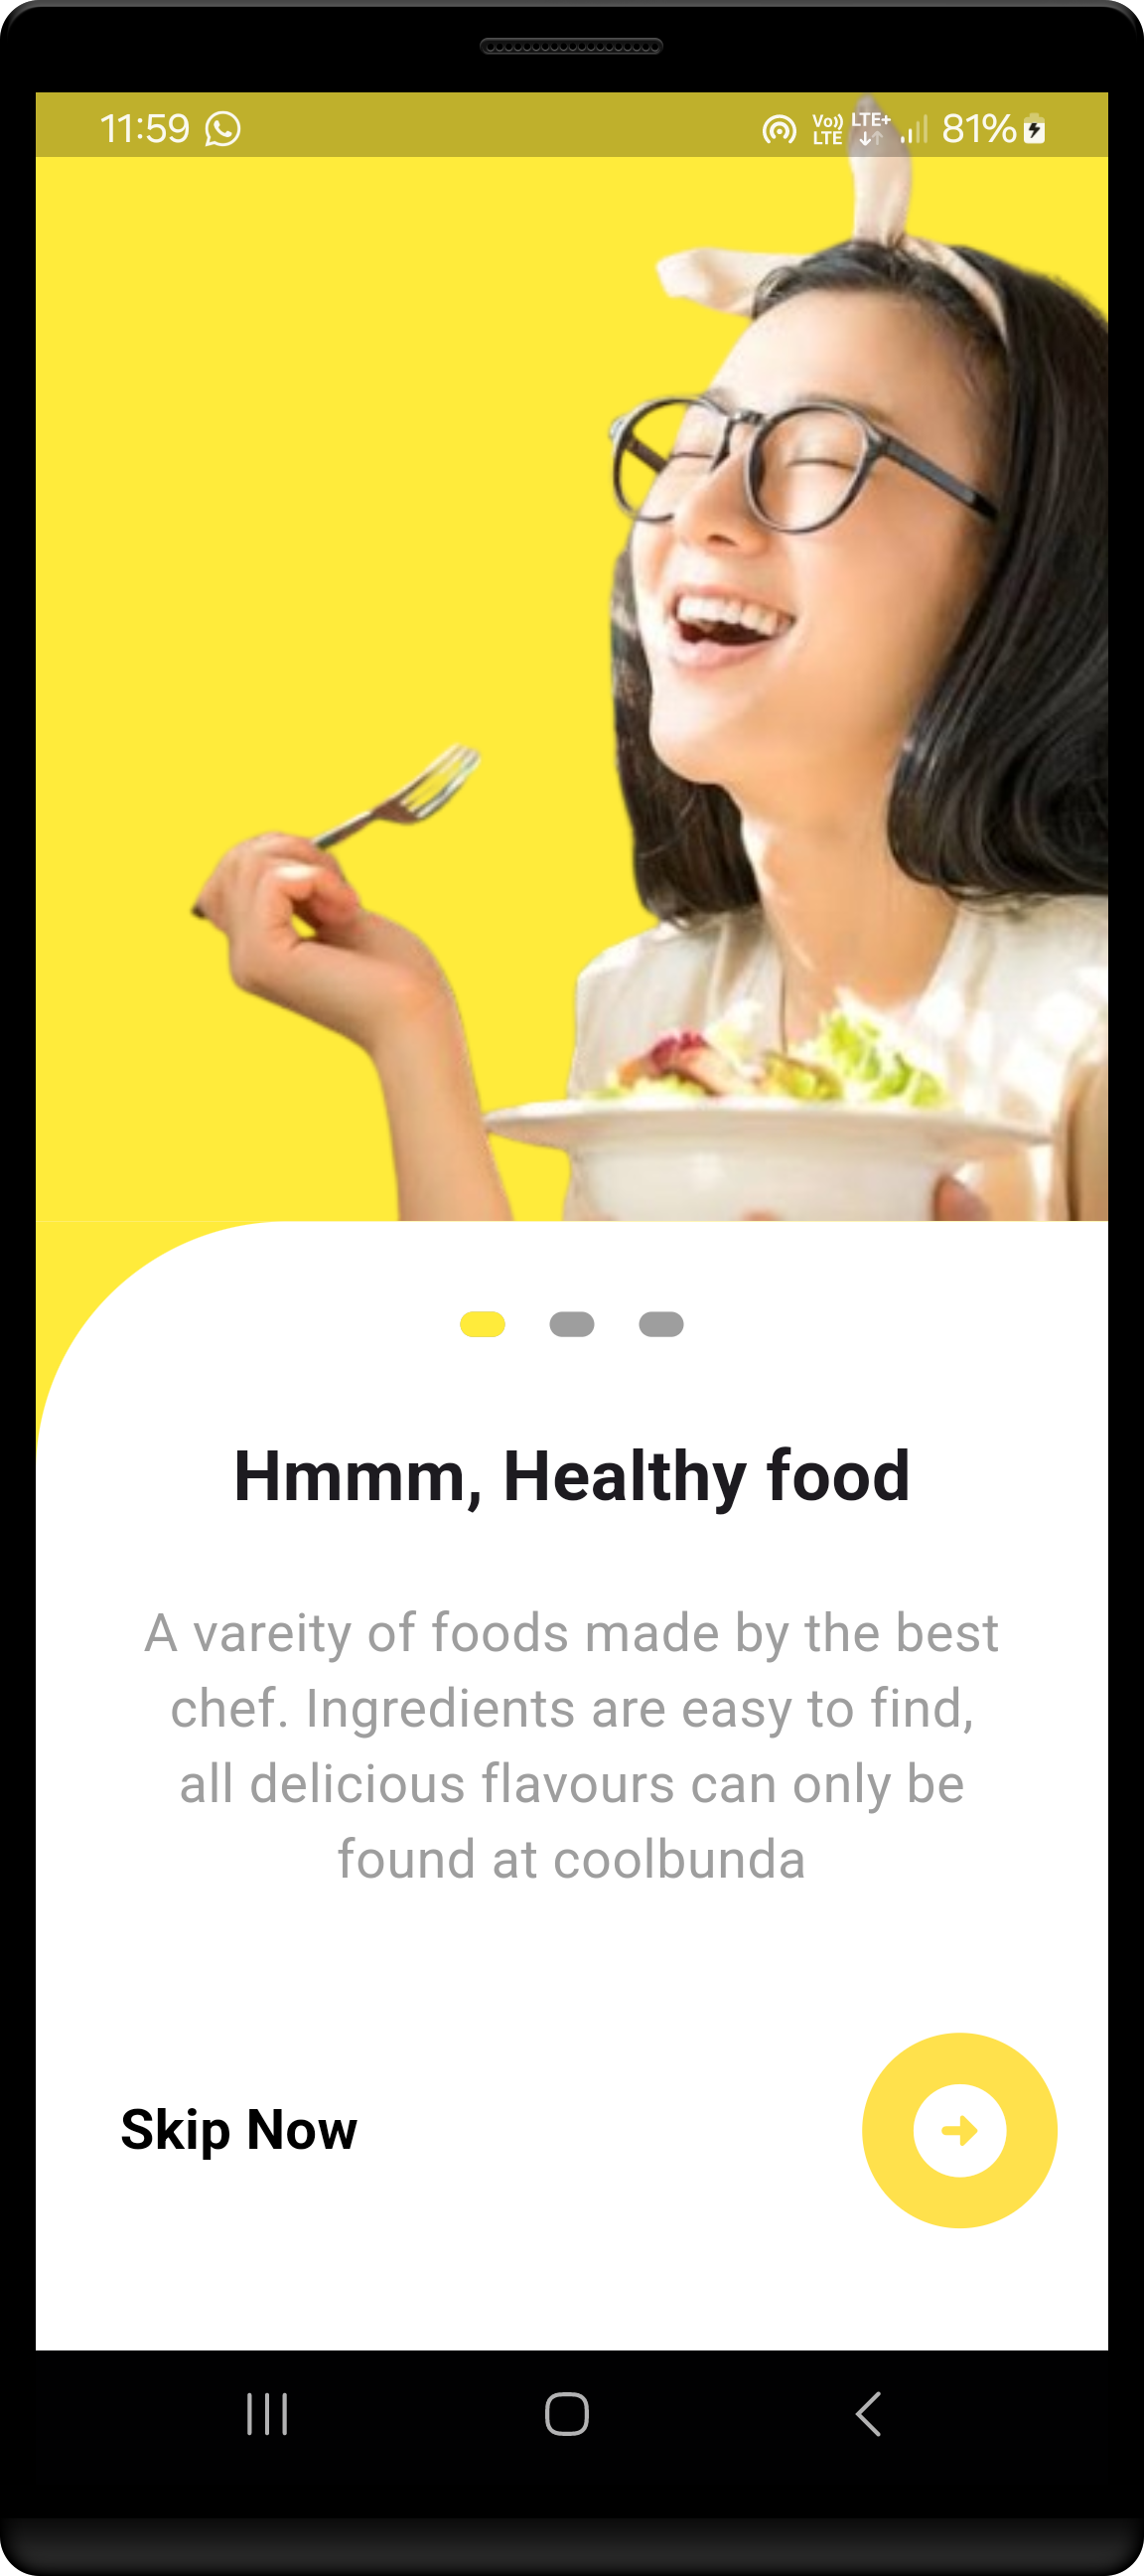 11:59 Vo)) LTE LTE+ 81%
Hmmm, Healthy food
A vareity of foods made by the best
chef. Ingredients are easy to find,
all delicious flavours can only be
found at coolbunda
Skip Now